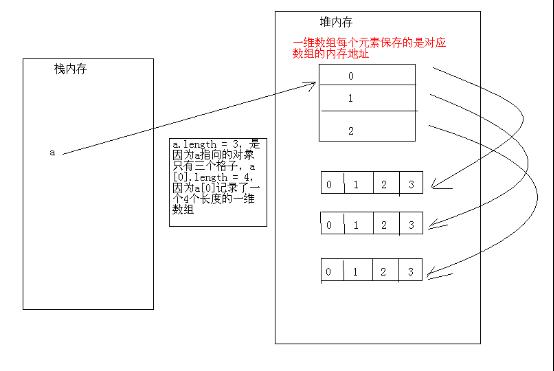 栈内存
堆内存
一维数组每个元素保存的是对应
数组的内存地址
0
1
2
a
a.length = 3，是
因为a指向的对象
只有三个格子，a
[0].length = 4，
因为a[0]记录了一
个4个长度的一维
数组
0 1 2 3
0 1 2 3
0 1 2 3